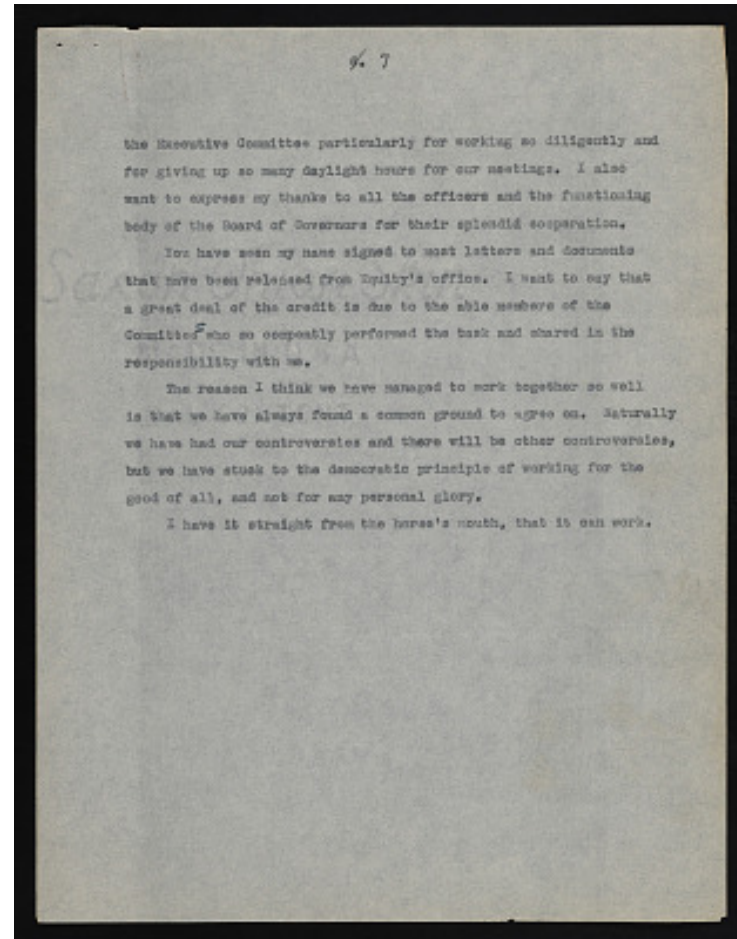 7
the Executive Committee particularly for working so diligently and
for giving up so many daylight hours for our meetings. I also
want to express my thanks to all the officers and the functioning
body of the Board of Governors for their splendid cooperation.
You have seen my name signed to most letters and documents
that have been released from Equity's office. I want to say that
a great deal of the credit is due to the able members of the
Committees who so compently performed the task and shared in the
responsibility with me.
The reason I think we have managed to work together so well
is that we have always found a common ground to agree on. Naturally
we have had our controversies and there will be other controversies,
but we have stuck to the democratic principle of working for the
good of all, and not for any personal glory.
I have it straight from the horse's mouth, that it can work.